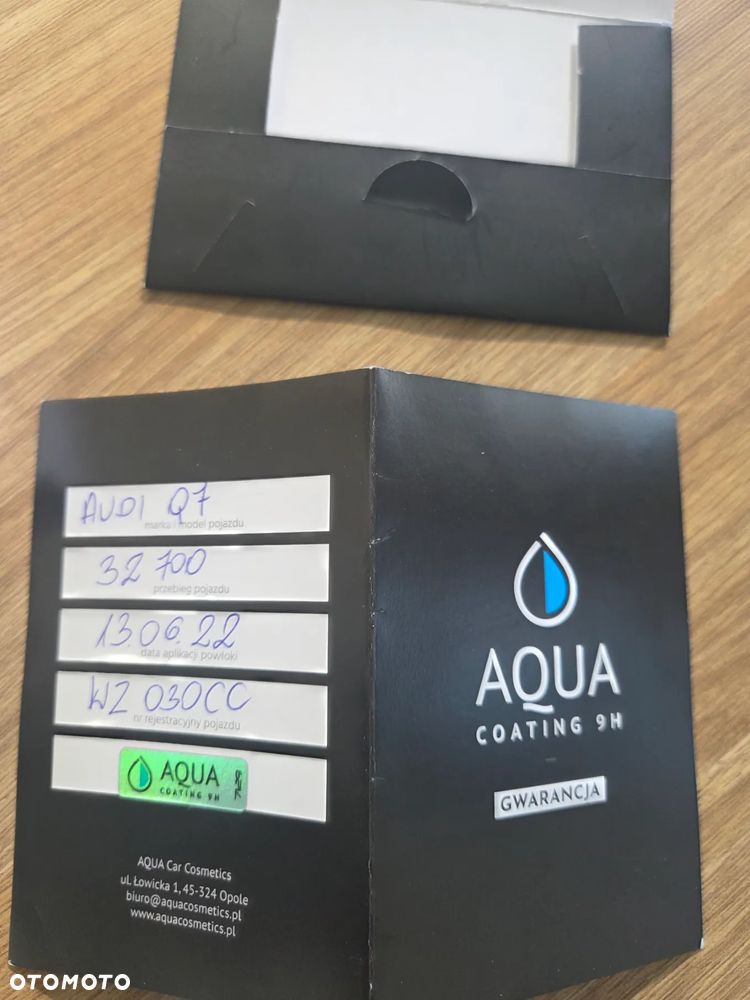 AUDI Q7
marka i model pojazdu
32 700
przebieg pojazdu
13.06.22
data aplikacji powłoki
WZ 030CC
nr rejestracyjny pojazdu
AQUA
COATING 9H
AQUA Car Cosmetics
ul. Łowicka 1, 45-324 Opole
biuro@aquacosmetics.pl
www.aquacosmetics.pl
AQUA
COATING 9H
GWARANCJA
OTOMOTO